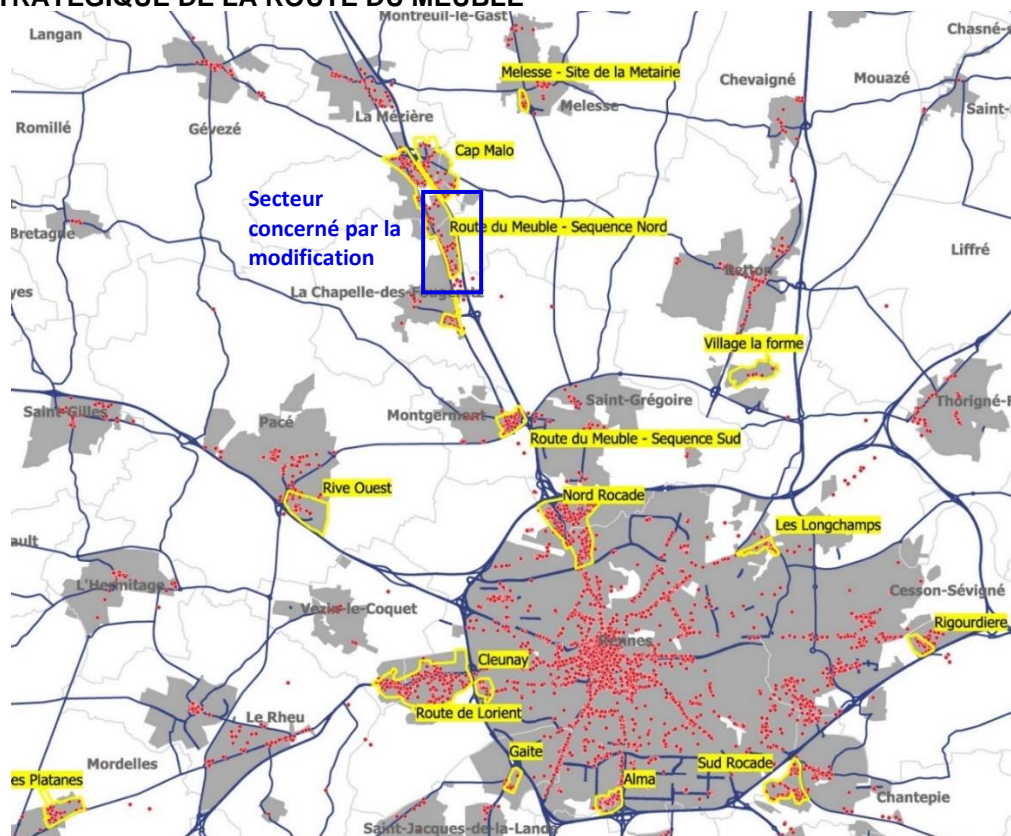 TRATÉGIQUE DE LA ROUTE DU MEUBLE
Montreuil-le-Gast
Langan
Chasné-s
Melesse - Site de la Metairie
Chevaigné
Mouazé
Melesse
Saint-
La Mézière
Romillé
Gévezé
Cap Malo
Secteur
concerné par la
modification
Route du Meuble - Sequence Nord
Bretagne
Liffré
Betton
yes
La Chapelle-des-Fougeretz
Village la forme
Saint-Gilles
Pacé
Montgermont
Saint-Grégoire
Thorigné-F
Route du Meuble - Sequence Sud
Rive Ouest
Nord Rocade
Les Longchamps
ault
L'Hermitage
Cesson-Sévigné
Vezin-le-Coquet
Rigourdiere
Rennes
Cleunay
Route de Lorient
Le Rheu
Gaite
Sud Rocade
Mordelles
es Platanes
Alma
Chantepie
Saint-Jacques-de-la-Land